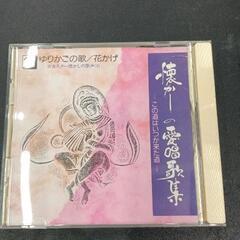 ゆりかごの歌/花かげ
懐かしの愛唱歌集
この道はいつか来た道